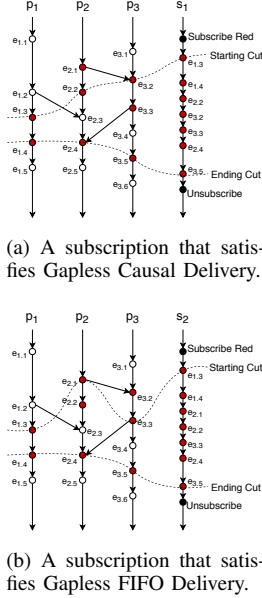 p1 p2 p3 s1
e1.1
Subscribe Red
e3.1
Starting Cut
e1.3
e2.1
e3.2
e1.4
e1.2
e2.2
e2.2
e3.3
e3.2
e1.3
e2.3
e3.3
e3.4
e1.4
e2.4
e2.4
e3.5
e1.5
e2.5
e3.5
Ending Cut
e3.6
Unsubscribe
(a) A subscription that satis-
fies Gapless Causal Delivery.
p1 p2 p3 s2
e1.1
Subscribe Red
e3.1
Starting Cut
e1.3
e2.1
e3.2
e1.4
e1.2
e2.2
e2.1
e3.3
e2.2
e1.3
e2.3
e3.3
e3.4
e1.4
e2.4
e2.4
e3.5
e1.5
e2.5
e3.5
Ending Cut
e3.6
Unsubscribe
(b) A subscription that satis-
fies Gapless FIFO Delivery.